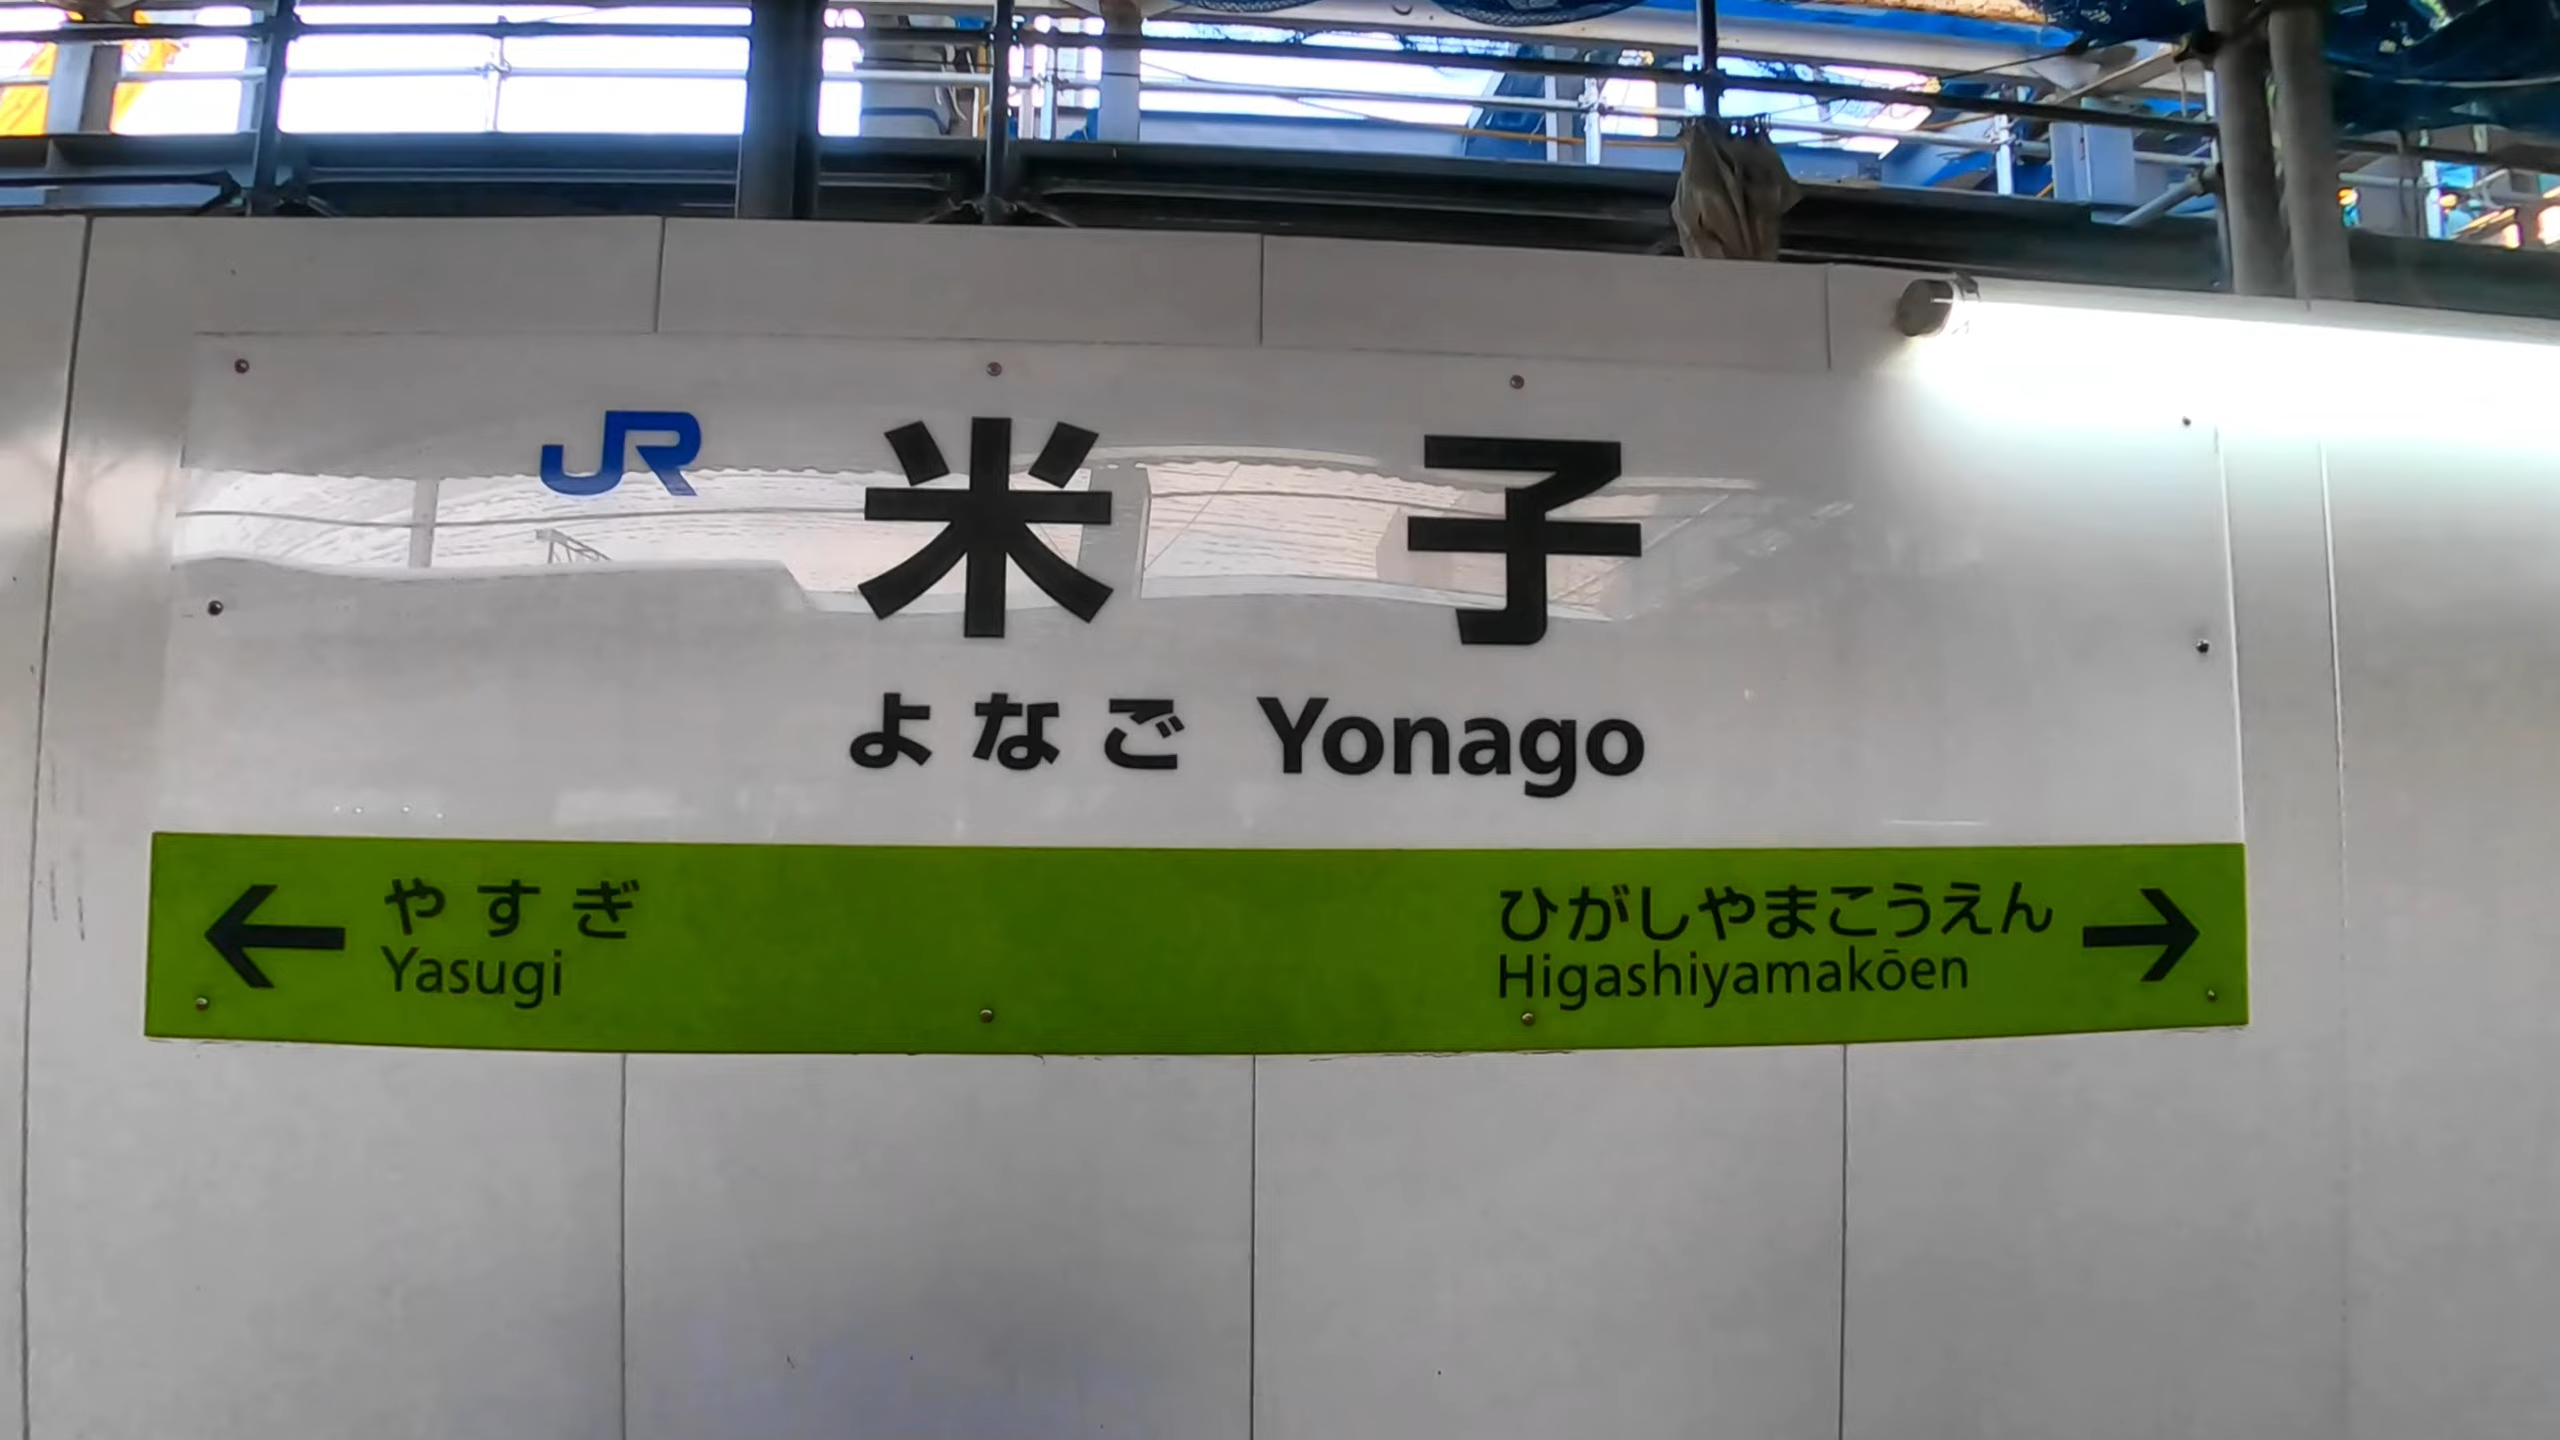 JR 米子
よなご Yonago
← やすぎ
Yasugi
ひがしやまこうえん →
Higashiyamakōen